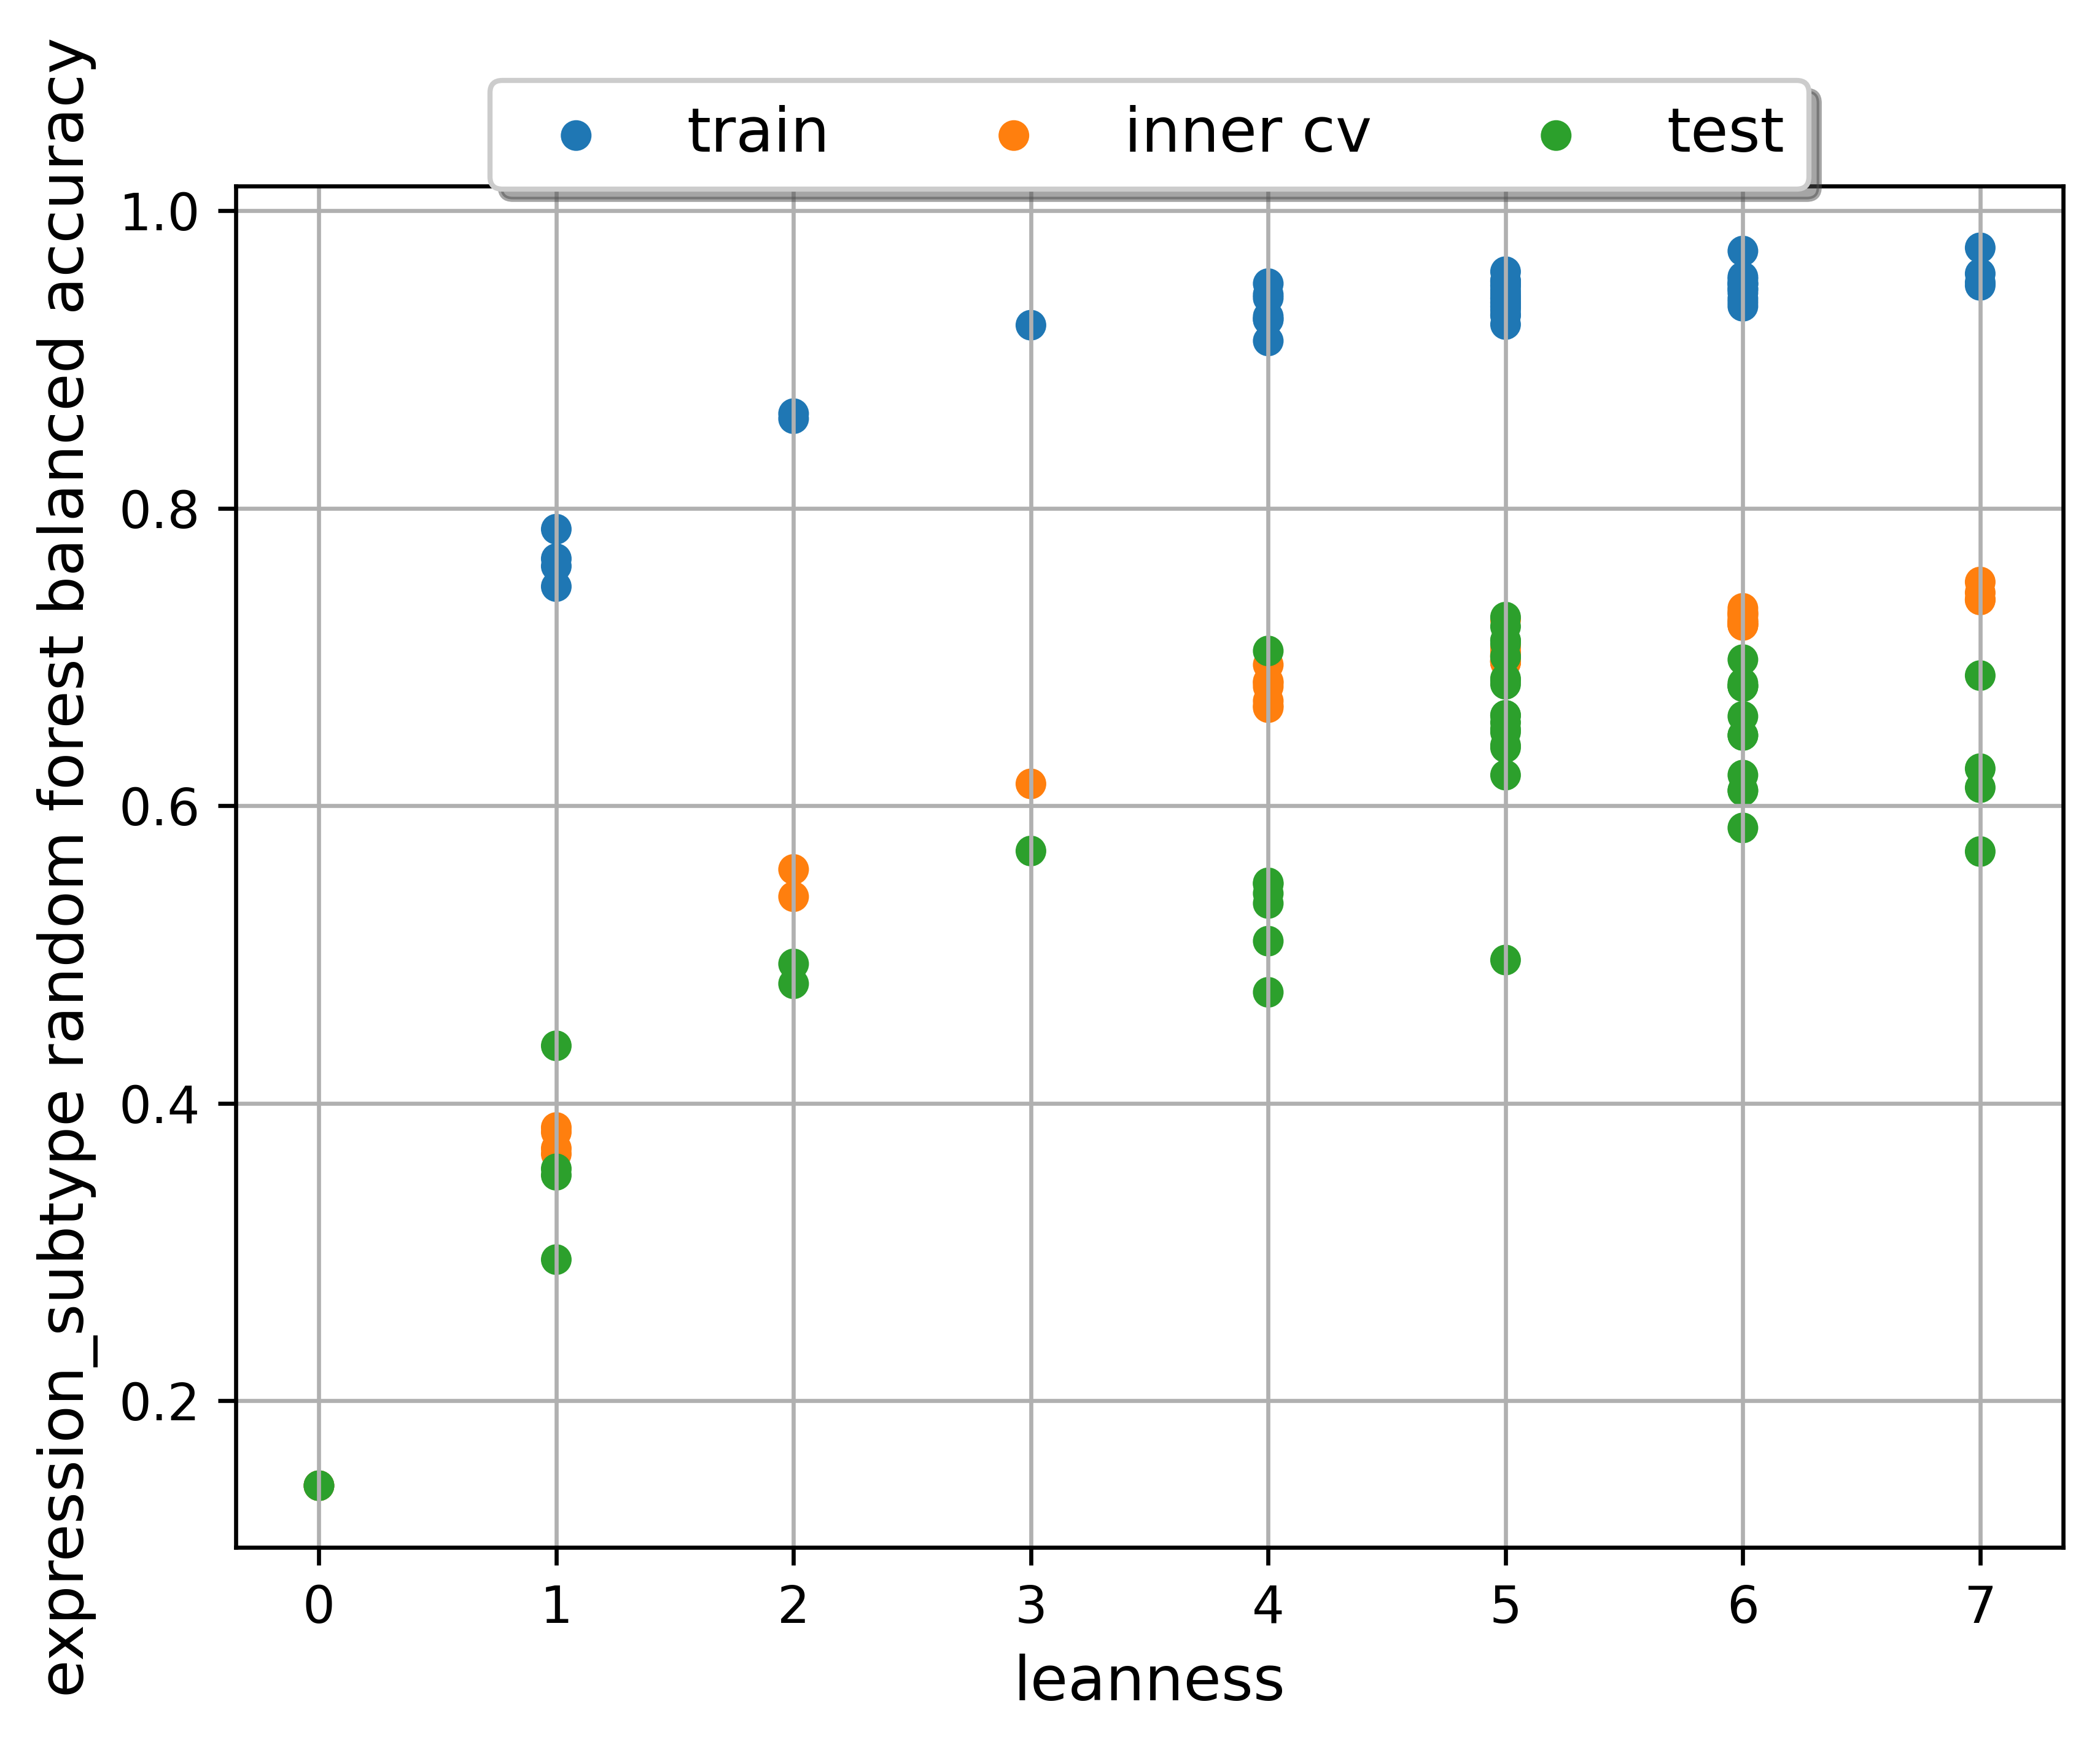 train inner cv test
expression_subtype random forest balanced accuracy
1.0
0.8
0.6
0.4
0.2
0 1 2 3 4 5 6 7
leanness